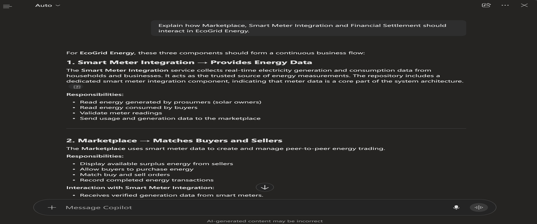 Auto
Explain how Marketplace, Smart Meter Integration and Financial Settlement should
interact in EcoGrid Energy.
For EcoGrid Energy, these three components should form a continuous business flow:
1. Smart Meter Integration → Provides Energy Data
The Smart Meter Integration service collects real-time electricity generation and consumption data from
households and businesses. It acts as the trusted source of energy measurements. The repository includes a
dedicated smart meter integration component, indicating that meter data is a core part of the system architecture.
Responsibilities:
• Read energy generated by prosumers (solar owners)
• Read energy consumed by buyers
• Validate meter readings
• Send usage and generation data to the marketplace
2. Marketplace → Matches Buyers and Sellers
The Marketplace uses smart meter data to create and manage peer-to-peer energy trading.
Responsibilities:
• Display available surplus energy from sellers
• Allow buyers to purchase energy
• Match buy and sell orders
• Record completed energy transactions
Interaction with Smart Meter Integration:
• Receives verified generation data from smart meters.
Message Copilot
AI-generated content may be incorrect